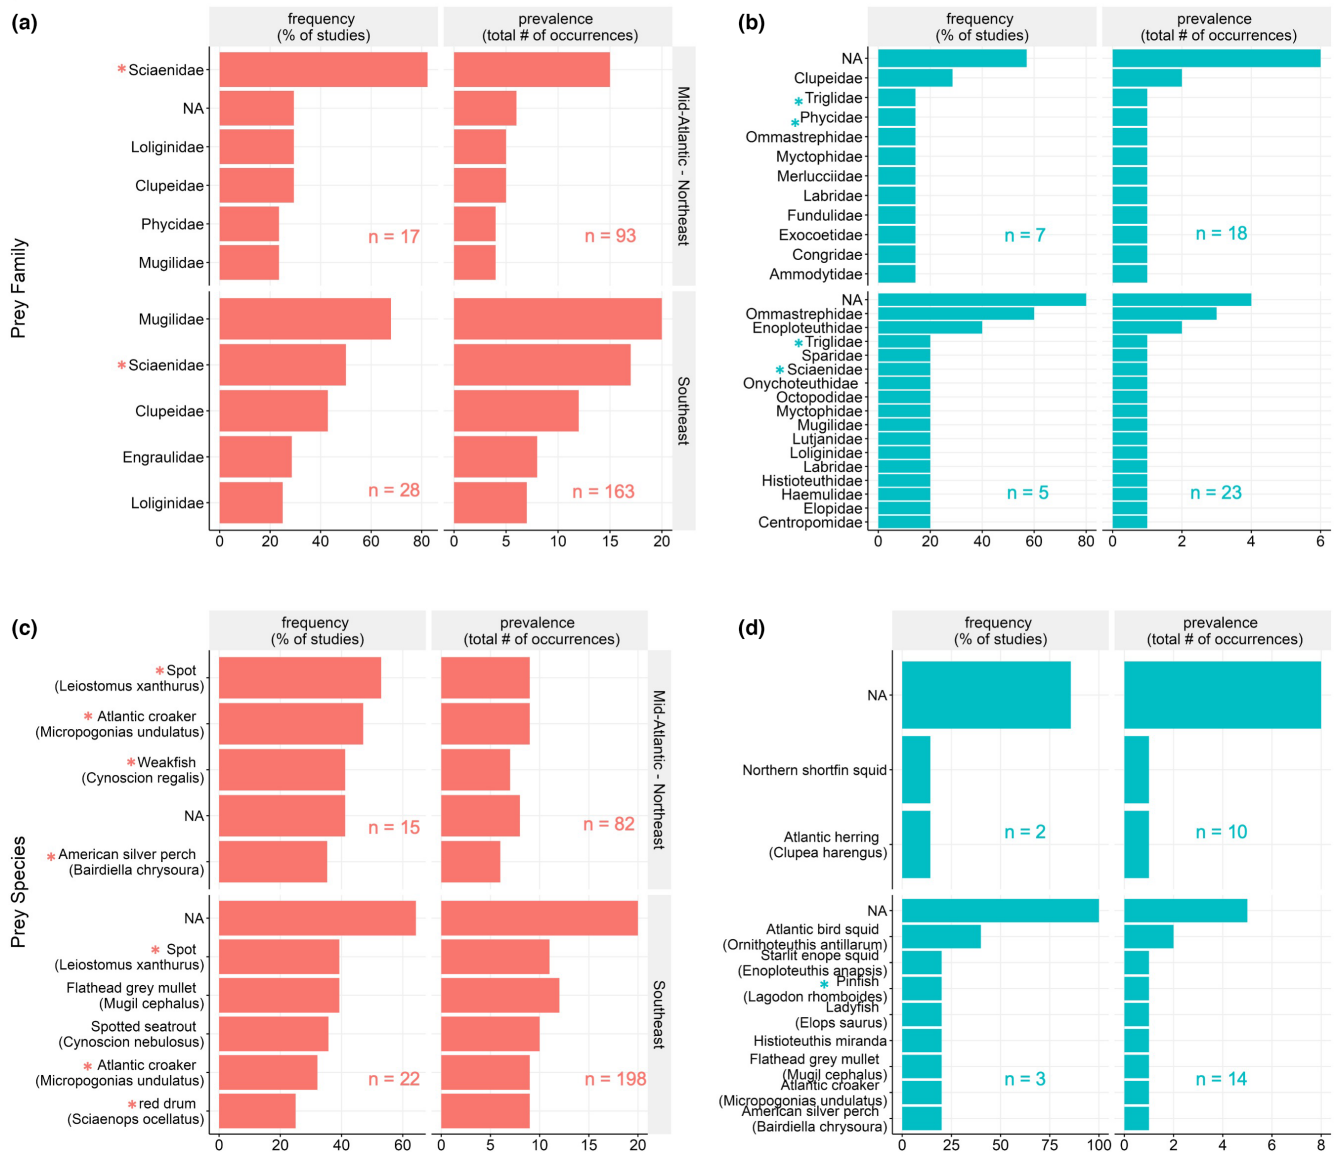 (a)
frequency
(% of studies)
prevalence
(total # of occurrences)
Prey Family
* Sciaenidae
NA
Loliginidae
Clupeidae
Phycidae
Mugilidae
n = 17
n = 93
Mid-Atlantic - Northeast
Mugilidae
* Sciaenidae
Clupeidae
Engraulidae
Loliginidae
n = 28
n = 163
Southeast
0 20 40 60 80
0 5 10 15 20
(b)
frequency
(% of studies)
prevalence
(total # of occurrences)
NA
Clupeidae
* Triglidae
* Phycidae
Ommastrephidae
Myctophidae
Merlucciidae
Labridae
Fundulidae
Exocoetidae
Congridae
Ammodytidae
n = 7
n = 18
NA
Ommastrephidae
Enoploteuthidae
* Triglidae
Sparidae
* Sciaenidae
Onychoteuthidae
Octopodidae
Myctophidae
Mugilidae
Lutjanidae
Loliginidae
Labridae
Histioteuthidae
Haemulidae
Elopidae
Centropomidae
n = 5
n = 23
0 20 40 60 80
0 2 4 6
(c)
frequency
(% of studies)
prevalence
(total # of occurrences)
Prey Species
* Spot
(Leiostomus xanthurus)
* Atlantic croaker
(Micropogonias undulatus)
* Weakfish
(Cynoscion regalis)
NA
* American silver perch
(Bairdiella chrysoura)
n = 15
n = 82
Mid-Atlantic - Northeast
NA
* Spot
(Leiostomus xanthurus)
Flathead grey mullet
(Mugil cephalus)
Spotted seatrout
(Cynoscion nebulosus)
* Atlantic croaker
(Micropogonias undulatus)
* red drum
(Sciaenops ocellatus)
n = 22
n = 198
Southeast
0 20 40 60
0 5 10 15 20
(d)
frequency
(% of studies)
prevalence
(total # of occurrences)
NA
Northern shortfin squid
Atlantic herring
(Clupea harengus)
n = 2
n = 10
NA
Atlantic bird squid
(Ornithoteuthis antillarum)
Starlit enope squid
(Enoploteuthis anapsis)
* Pinfish
(Lagodon rhomboides)
Ladyfish
(Elops saurus)
Histioteuthis miranda
Flathead grey mullet
(Mugil cephalus)
Atlantic croaker
(Micropogonias undulatus)
American silver perch
(Bairdiella chrysoura)
n = 3
n = 14
0 25 50 75 100
0 2 4 6 8